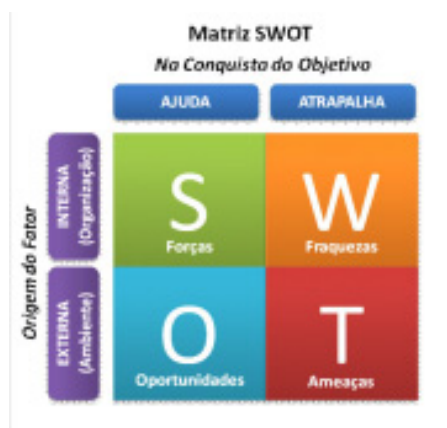 Matriz SWOT
Na Conquista do Objetivo
AJUDA
ATRAPALHA
Origem do Fator
INTERNA
(Organização)
S
Forças
W
Fraquezas
EXTERNA
(Ambiente)
O
Oportunidades
T
Ameaças